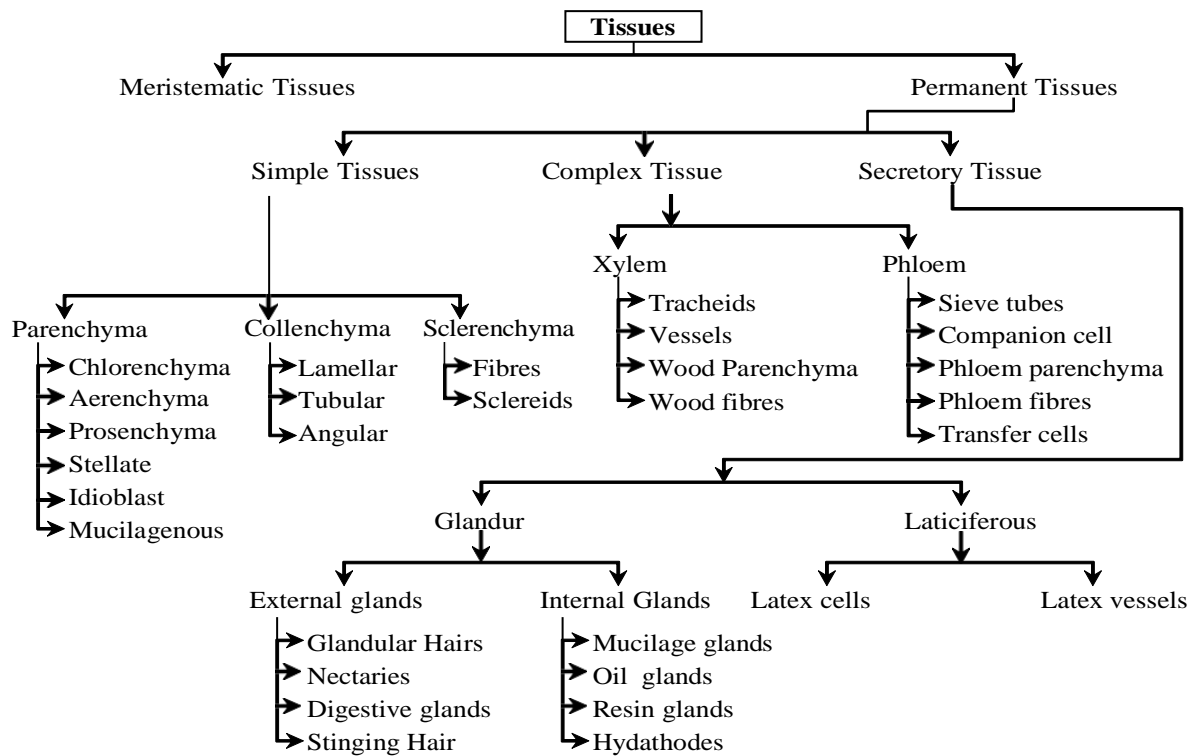 Tissues
Meristematic Tissues
Permanent Tissues
Simple Tissues
Complex Tissue
Secretory Tissue
Xylem
Phloem
Tracheids
Vessels
Wood Parenchyma
Wood fibres
Sieve tubes
Companion cell
Phloem parenchyma
Phloem fibres
Transfer cells
Parenchyma
Collenchyma
Sclerenchyma
Chlorenchyma
Aerenchyma
Prosenchyma
Stellate
Idioblast
Mucilagenous
Lamellar
Tubular
Angular
Fibres
Sclereids
Glandur
Laticiferous
External glands
Internal Glands
Latex cells
Latex vessels
Glandular Hairs
Nectaries
Digestive glands
Stinging Hair
Mucilage glands
Oil glands
Resin glands
Hydathodes